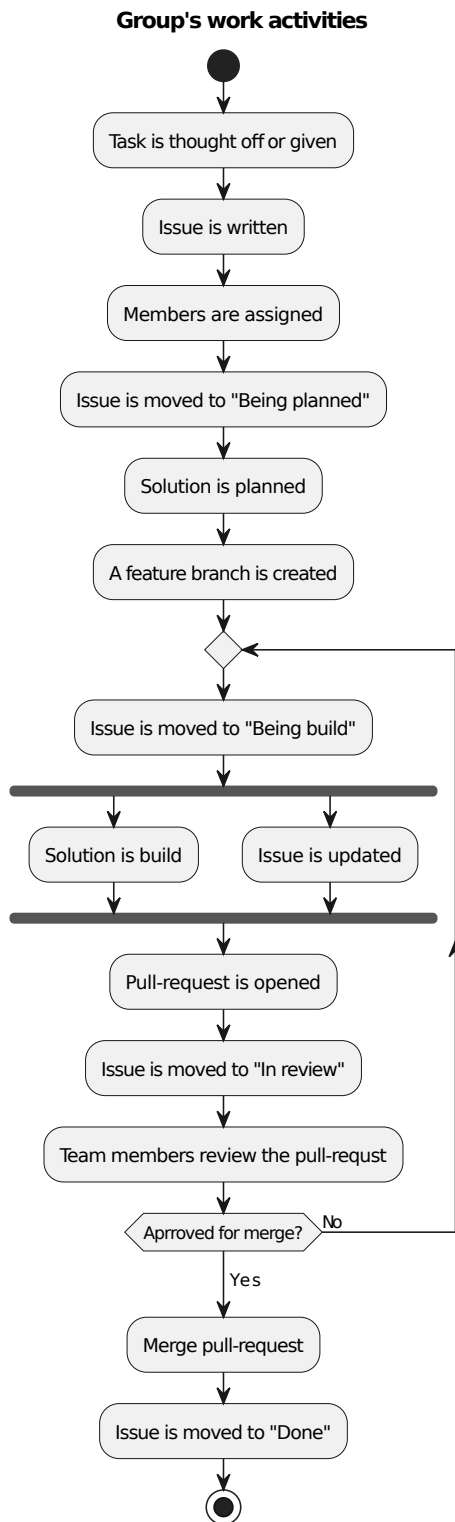 Group's work activities
Task is thought off or given
Issue is written
Members are assigned
Issue is moved to "Being planned"
Solution is planned
A feature branch is created
Issue is moved to "Being build"
Solution is build
Issue is updated
Pull-request is opened
Issue is moved to "In review"
Team members review the pull-requst
Aprroved for merge?
No
Yes
Merge pull-request
Issue is moved to "Done"